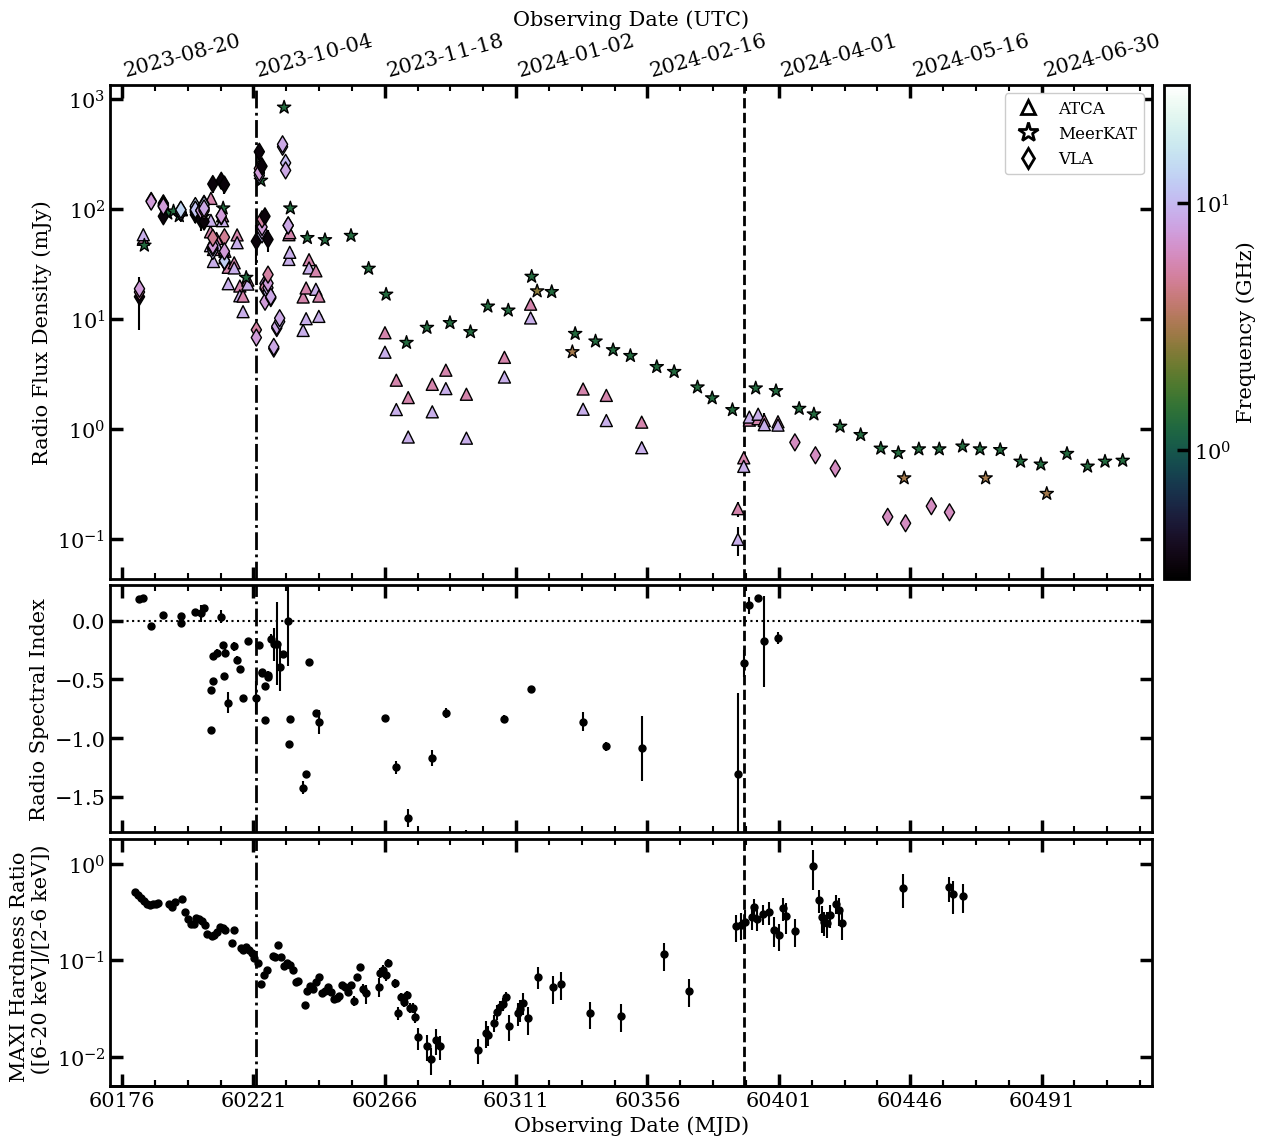 Observing Date (UTC)
2023-08-20 2023-10-04 2023-11-18 2024-01-02 2024-02-16 2024-04-01 2024-05-16 2024-06-30
10³
10²
10¹
10⁰
10⁻¹
Radio Flux Density (mJy)
ATCA
MeerKAT
VLA
10¹
10⁰
Frequency (GHz)
0.0
−0.5
−1.0
−1.5
Radio Spectral Index
10⁰
10⁻¹
10⁻²
MAXI Hardness Ratio
([6-20 keV]/[2-6 keV])
60176 60221 60266 60311 60356 60401 60446 60491
Observing Date (MJD)